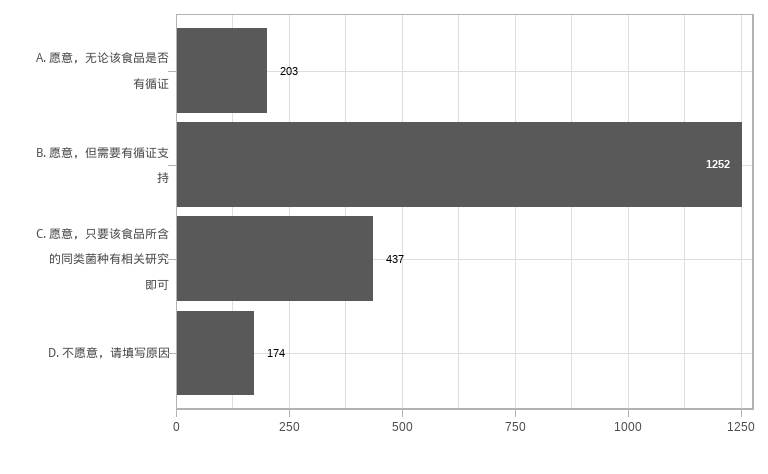 A. 愿意，无论该食品是否
有循证
203
B. 愿意，但需要有循证支
持
1252
C. 愿意，只要该食品所含
的同类菌种有相关研究
即可
437
D. 不愿意，请填写原因
174
0 250 500 750 1000 1250